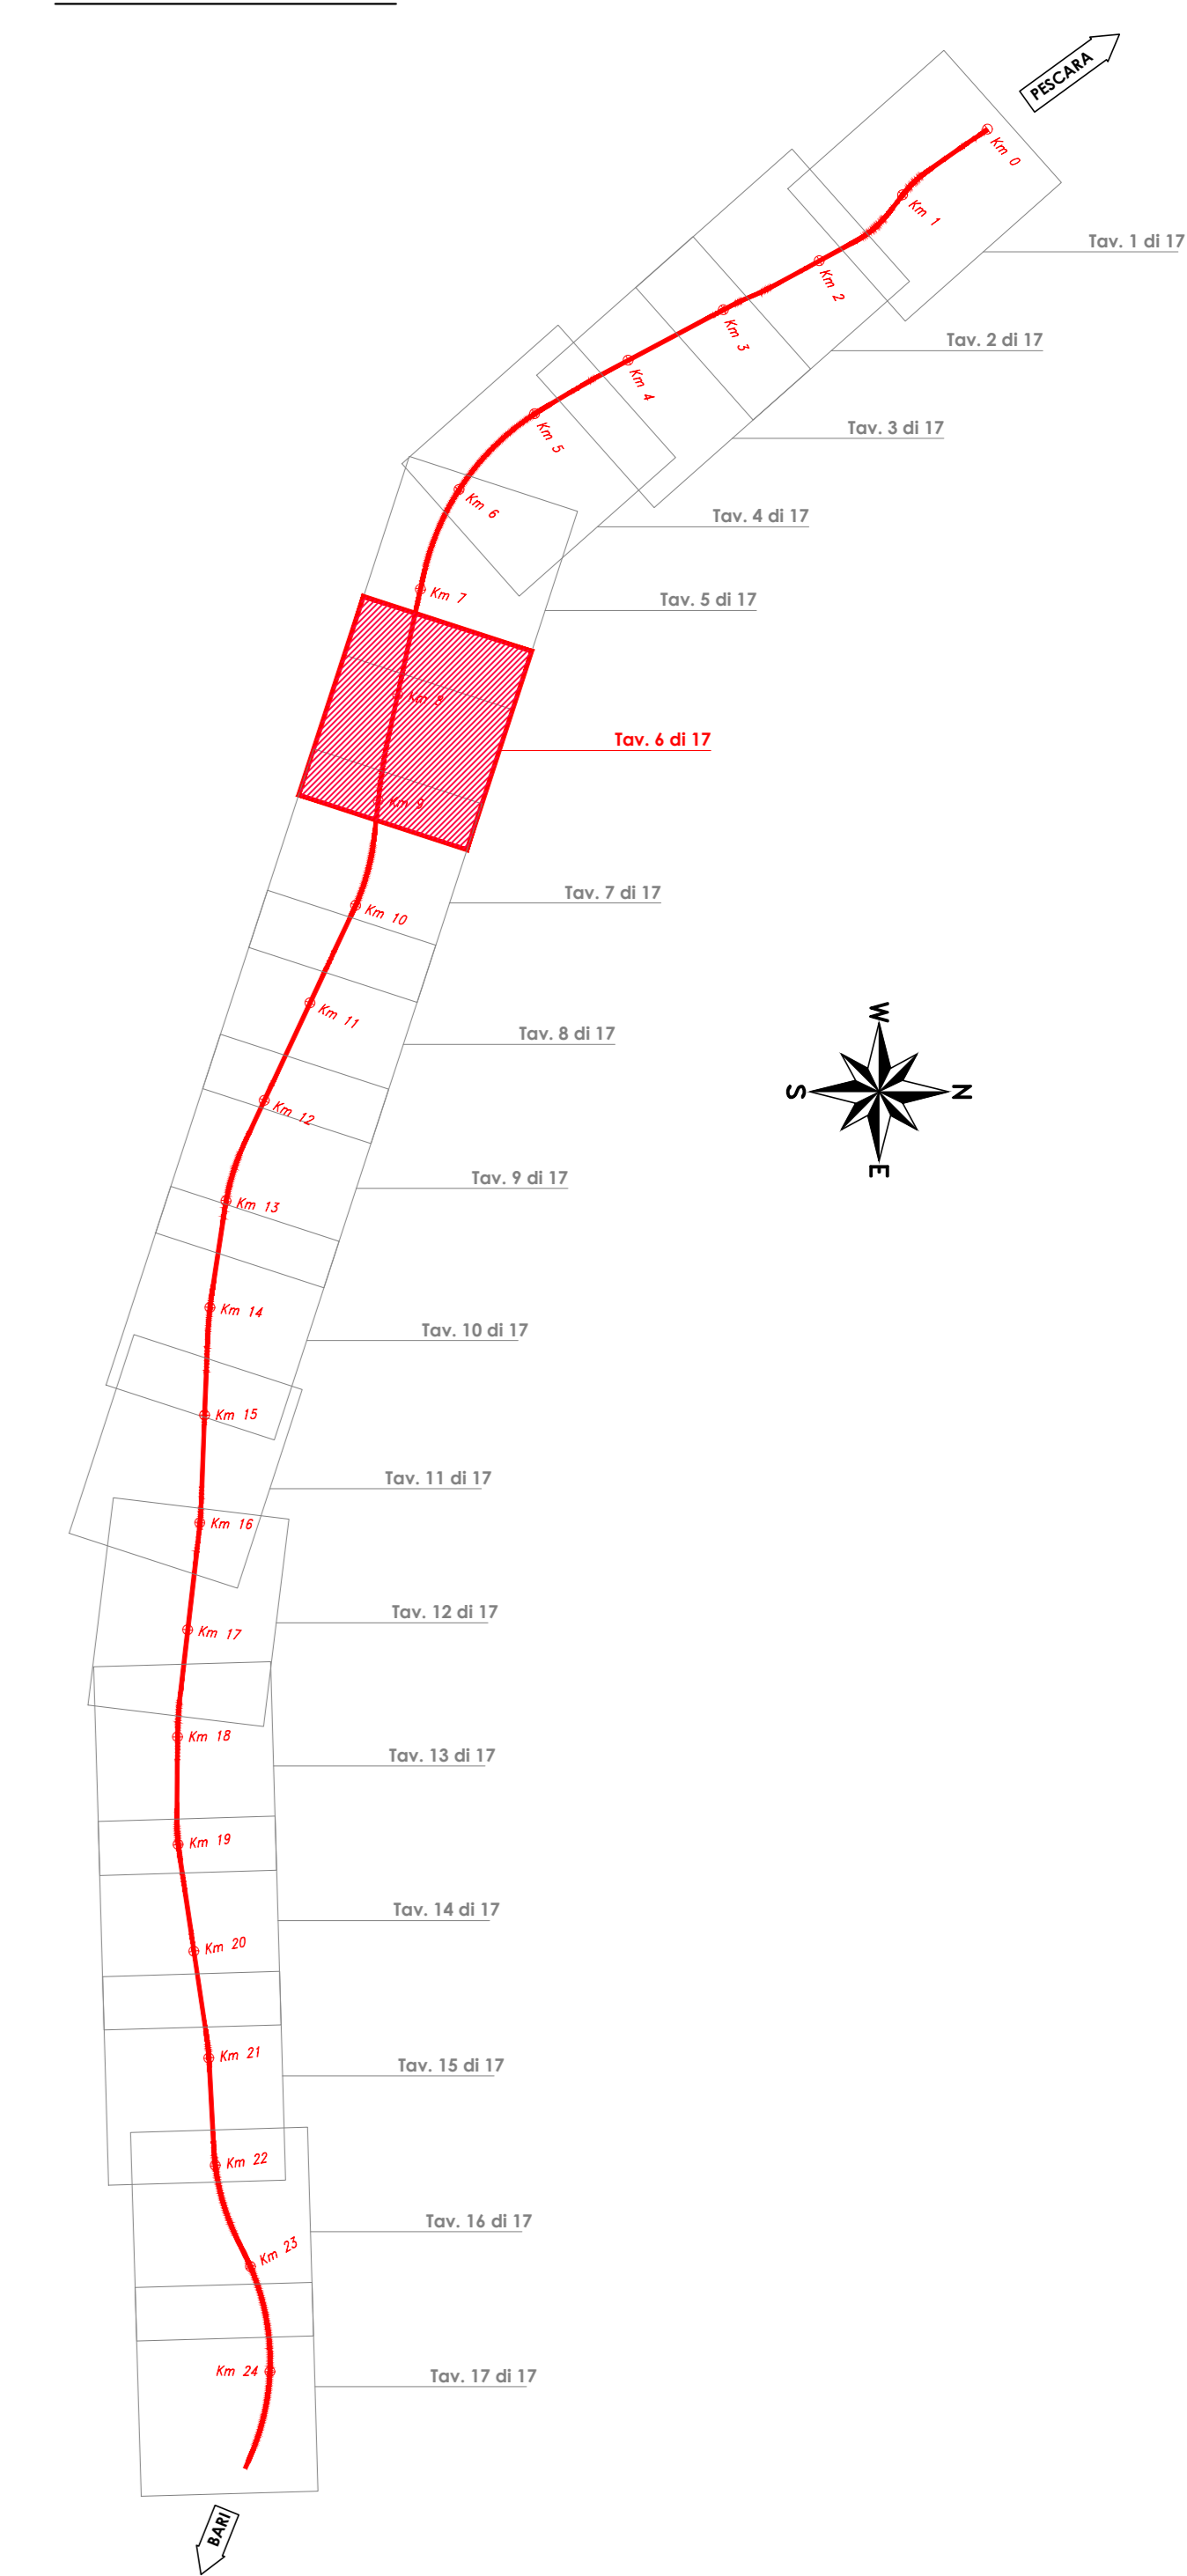 PESCARA
Km 0
Km 1
Tav. 1 di 17
Km 2
Km 3
Tav. 2 di 17
Km 4
Tav. 3 di 17
Km 5
Km 6
Tav. 4 di 17
Km 7
Tav. 5 di 17
Km 8
Tav. 6 di 17
Km 9
Tav. 7 di 17
Km 10
W
Km 11
Tav. 8 di 17
S
N
Km 12
E
Tav. 9 di 17
Km 13
Km 14
Tav. 10 di 17
Km 15
Tav. 11 di 17
Km 16
Tav. 12 di 17
Km 17
Km 18
Tav. 13 di 17
Km 19
Tav. 14 di 17
Km 20
Km 21
Tav. 15 di 17
Km 22
Tav. 16 di 17
Km 23
Km 24
Tav. 17 di 17
BARI